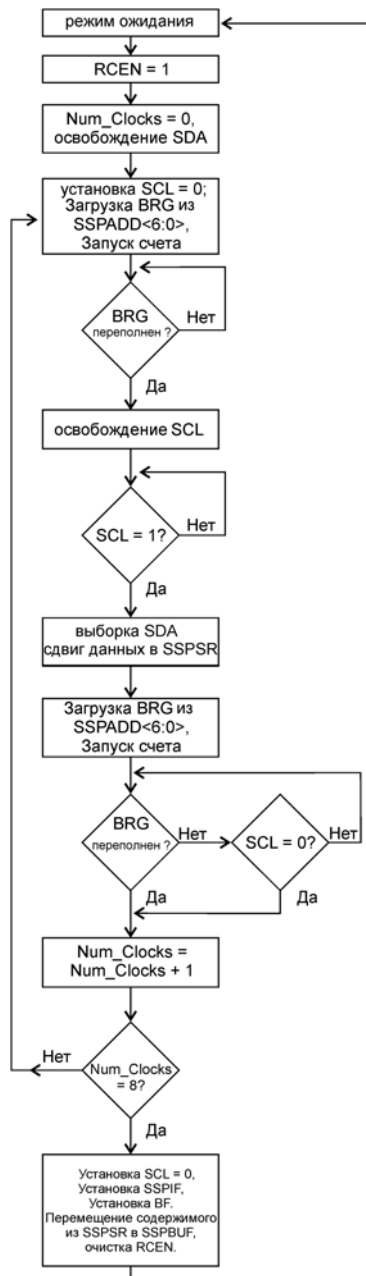 режим ожидания
RCEN = 1
Num_Clocks = 0,
освобождение SDA
установка SCL = 0;
Загрузка BRG из
SSPADD<6:0>,
Запуск счета
BRG
переполнен ?
Нет
Да
освобождение SCL
SCL = 1?
Нет
Да
выборка SDA
сдвиг данных в SSPSR
Загрузка BRG из
SSPADD<6:0>,
Запуск счета
BRG
переполнен ?
Нет
SCL = 0?
Нет
Да
Да
Num_Clocks =
Num_Clocks + 1
Нет
Num_Clocks
= 8?
Да
Установка SCL = 0,
Установка SSPIF,
Установка BF.
Перемещение содержимого
из SSPSR в SSPBUF,
очистка RCEN.